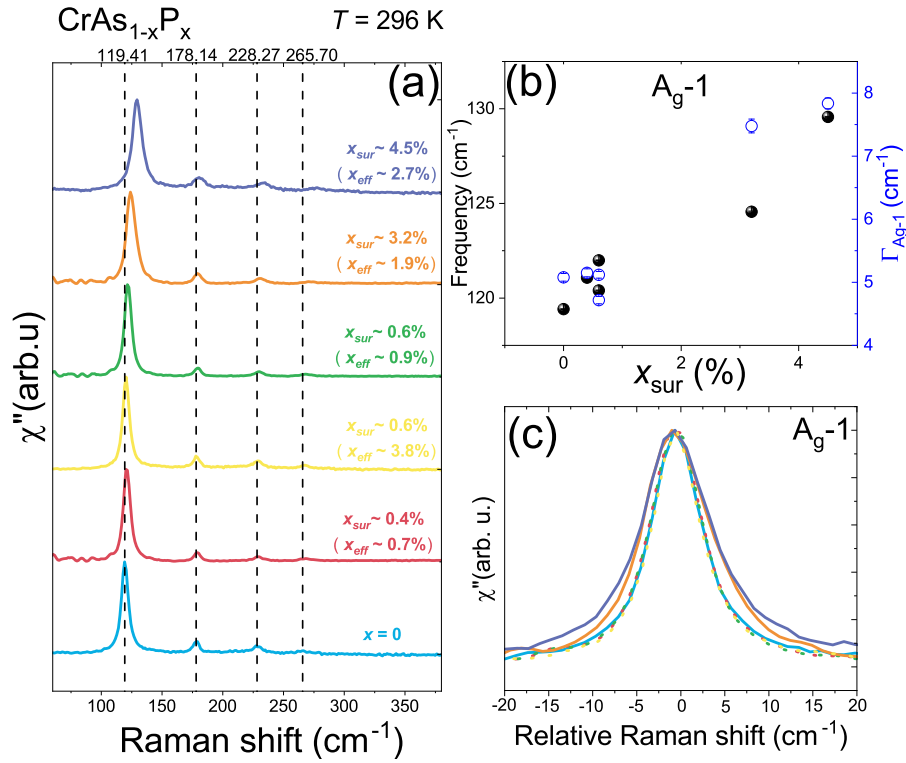 CrAs1-xPx
T = 296 K
119.41 178.14 228.27 265.70
(a)
xsur~ 4.5%
( xeff ~ 2.7%)
xsur~ 3.2%
( xeff ~ 1.9%)
xsur~ 0.6%
( xeff ~ 0.9%)
xsur~ 0.6%
( xeff ~ 3.8%)
xsur~ 0.4%
( xeff ~ 0.7%)
x = 0
χ"(arb.u)
100 150 200 250 300 350
Raman shift (cm-1)
(b)
Ag-1
130
125
120
Frequency (cm-1)
8
7
6
5
4
ΓAg-1 (cm-1)
0 2 4
xsur (%)
(c)
Ag-1
χ"(arb. u.)
-20 -15 -10 -5 0 5 10 15 20
Relative Raman shift (cm-1)